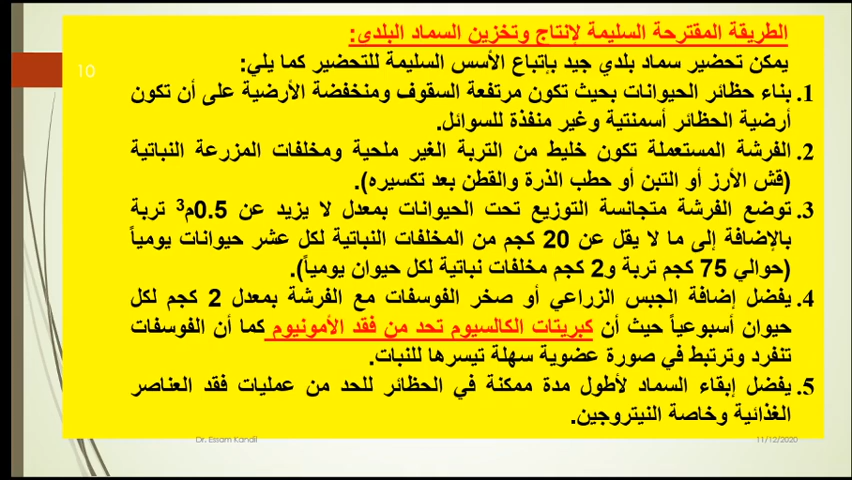 الطريقة المقترحة السليمة لإنتاج وتخزين السماد البلدي:
10
يمكن تحضير سماد بلدي جيد بإتباع الأسس السليمة للتحضير كما يلي:
1. بناء حظائر الحيوانات بحيث تكون مرتفعة السقوف ومنخفضة الأرضية على أن تكون
أرضية الحظائر أسمنتية وغير منفذة للسوائل.
2. الفرشة المستعملة تكون خليط من التربة الغير ملحية ومخلفات المزرعة النباتية
(قش الأرز أو التبن أو حطب الذرة والقطن بعد تكسيره).
3. توضع الفرشة متجانسة التوزيع تحت الحيوانات بمعدل لا يزيد عن 0.5م³ تربة
بالإضافة إلى ما لا يقل عن 20 كجم من المخلفات النباتية لكل عشر حيوانات يومياً
(حوالي 75 كجم تربة و2 كجم مخلفات نباتية لكل حيوان يومياً).
4. يفضل إضافة الجبس الزراعي أو صخر الفوسفات مع الفرشة بمعدل 2 كجم لكل
حيوان أسبوعياً حيث أن كبريتات الكالسيوم تحد من فقد الأمونيوم كما أن الفوسفات
تنفرد وترتبط في صورة عضوية سهلة تيسرها للنبات.
5. يفضل إبقاء السماد لأطول مدة ممكنة في الحظائر للحد من عمليات فقد العناصر
الغذائية وخاصة النيتروجين.
Dr. Essam Kandil
11/12/2020